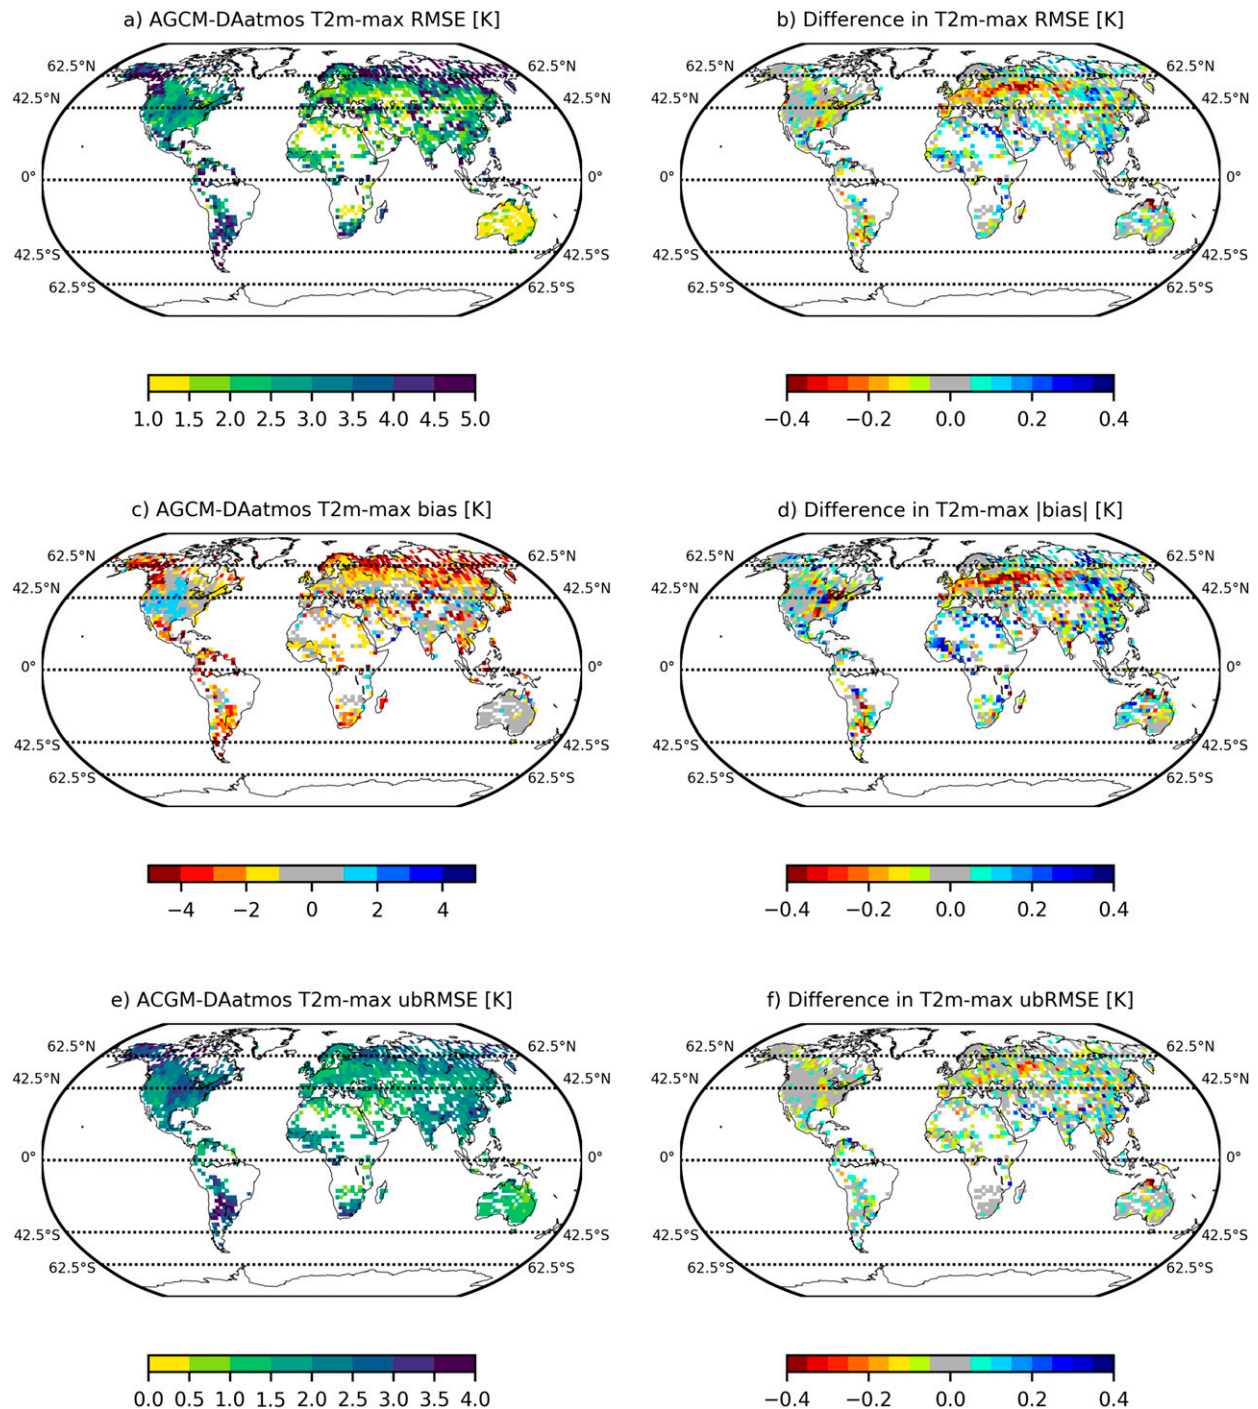 a) AGCM-DAatmos T2m-max RMSE [K]
b) Difference in T2m-max RMSE [K]
62.5°N 62.5°N 62.5°N 62.5°N
42.5°N 42.5°N 42.5°N 42.5°N
0° 0° 0° 0°
42.5°S 42.5°S 42.5°S 42.5°S
62.5°S 62.5°S 62.5°S 62.5°S
1.0 1.5 2.0 2.5 3.0 3.5 4.0 4.5 5.0
−0.4 −0.2 0.0 0.2 0.4
c) AGCM-DAatmos T2m-max bias [K]
d) Difference in T2m-max |bias| [K]
62.5°N 62.5°N 62.5°N 62.5°N
42.5°N 42.5°N 42.5°N 42.5°N
0° 0° 0° 0°
42.5°S 42.5°S 42.5°S 42.5°S
62.5°S 62.5°S 62.5°S 62.5°S
−4 −2 0 2 4
−0.4 −0.2 0.0 0.2 0.4
e) ACGM-DAatmos T2m-max ubRMSE [K]
f) Difference in T2m-max ubRMSE [K]
62.5°N 62.5°N 62.5°N 62.5°N
42.5°N 42.5°N 42.5°N 42.5°N
0° 0° 0° 0°
42.5°S 42.5°S 42.5°S 42.5°S
62.5°S 62.5°S 62.5°S 62.5°S
0.0 0.5 1.0 1.5 2.0 2.5 3.0 3.5 4.0
−0.4 −0.2 0.0 0.2 0.4